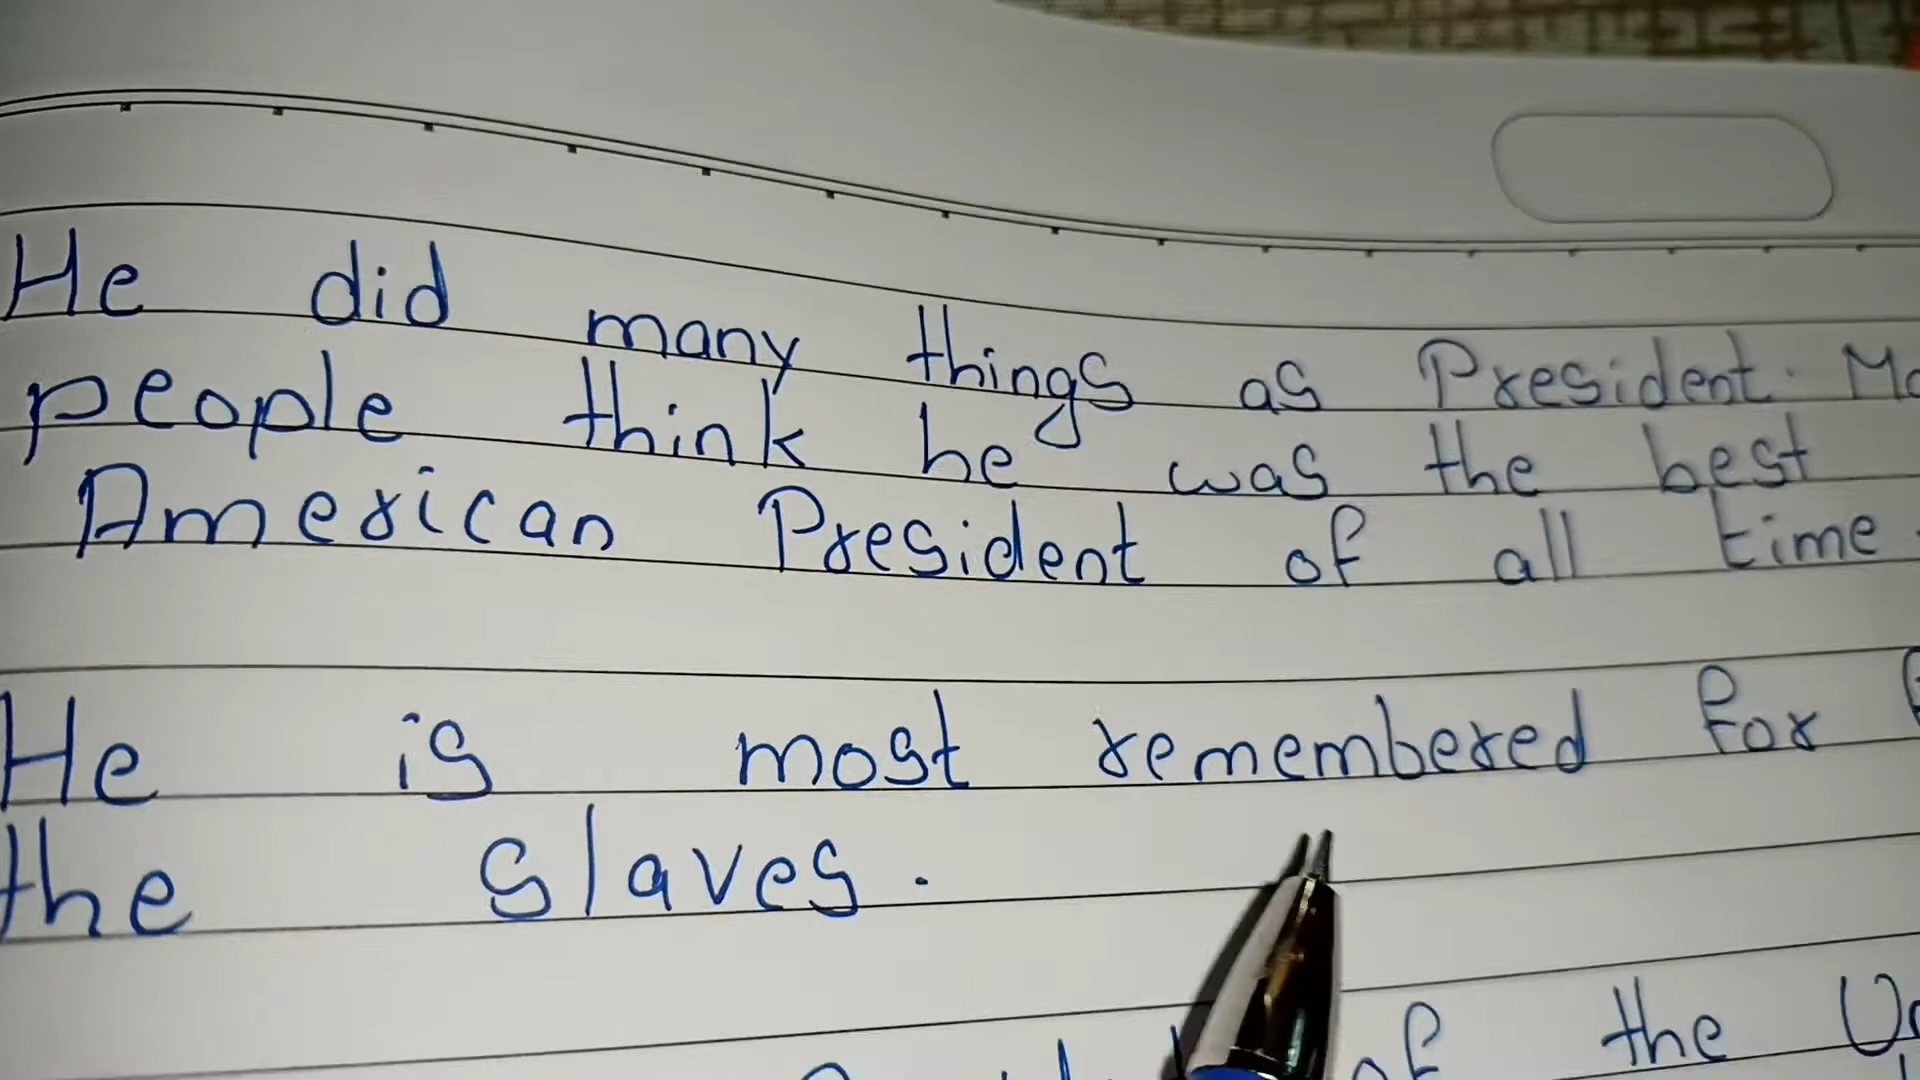 He did many things as President.
people think he was the best
American President of all time.
He is most remembered for
the slaves.
of the